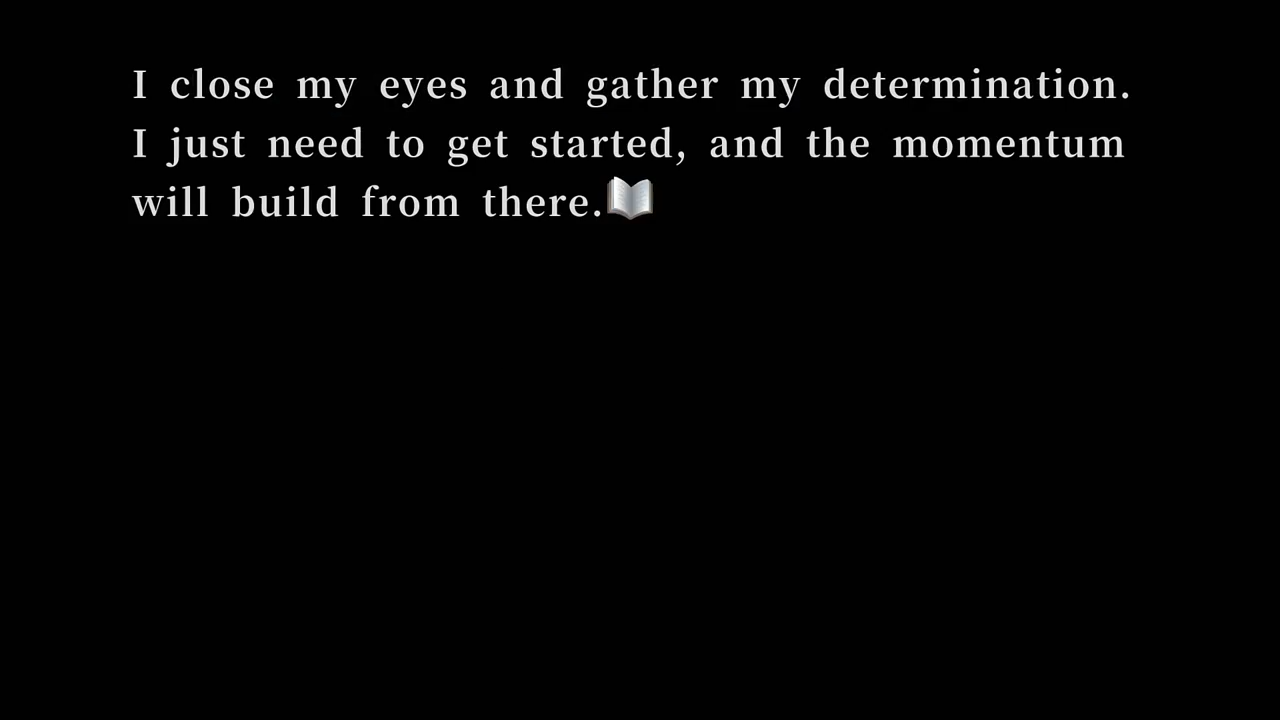 I close my eyes and gather my determination.
I just need to get started, and the momentum
will build from there.